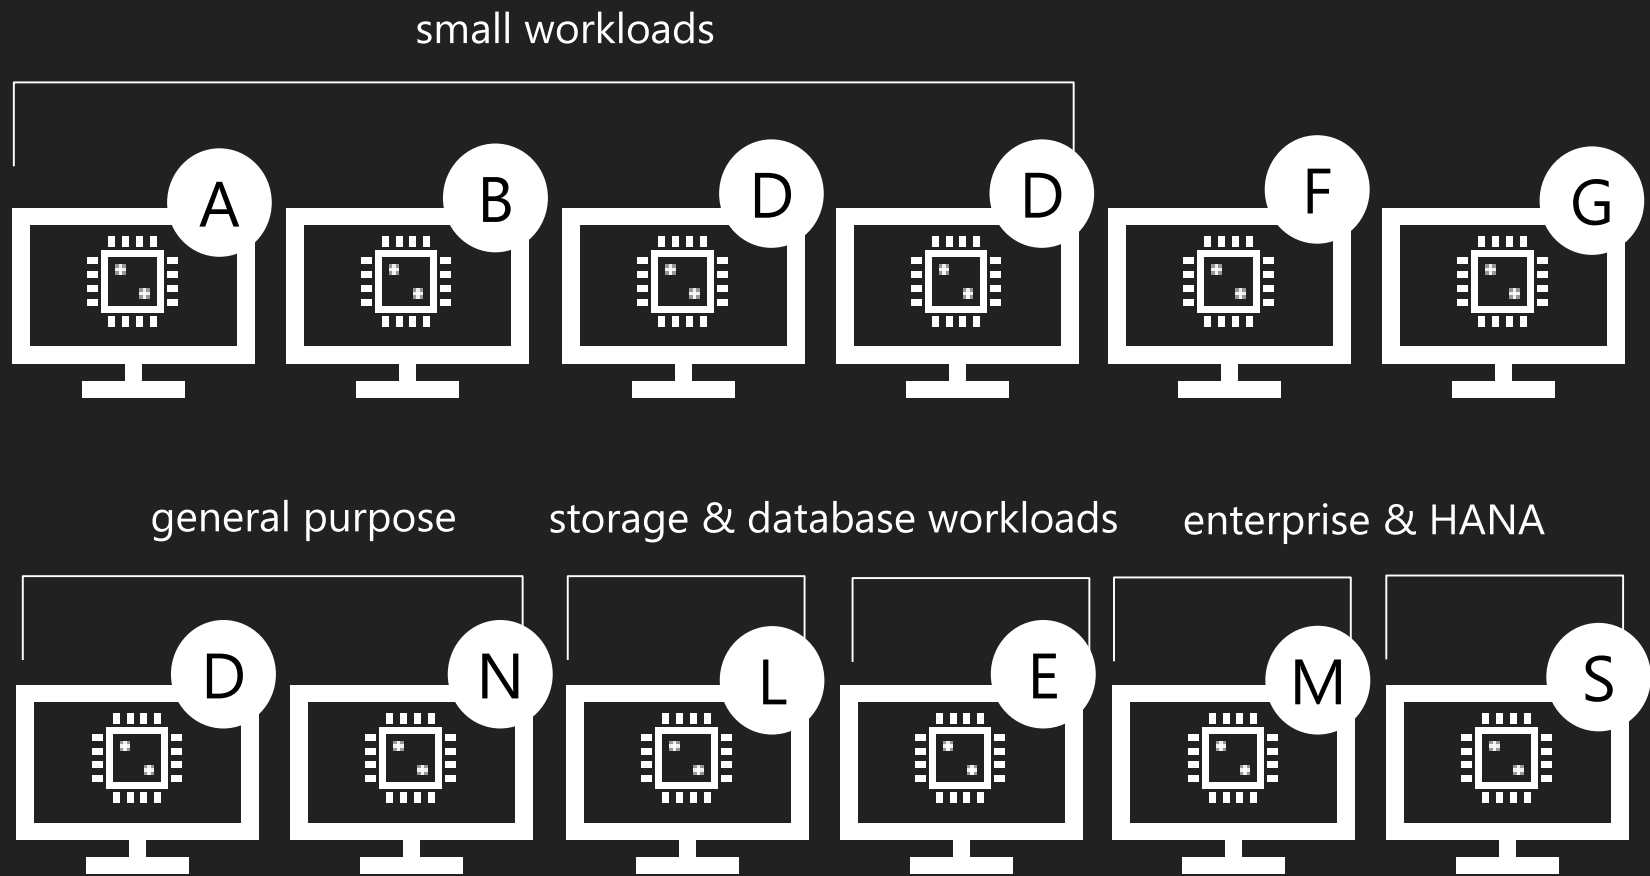 small workloads
A B D D F G
general purpose storage & database workloads enterprise & HANA
D N L E M S